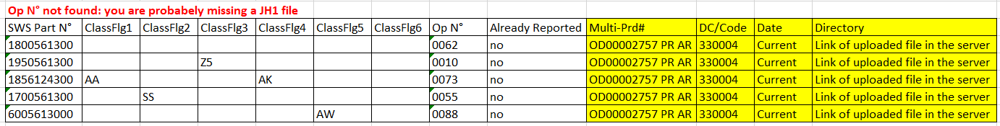 Op N° not found: you are probabely missing a JH1 file
SWS Part N° ClassFlg1 ClassFlg2 ClassFlg3 ClassFlg4 ClassFlg5 ClassFlg6 Op N° Already Reported Multi-Prd# DC/Code Date Directory
1800561300 0062 no OD00002757 PR AR 330004 Current Link of uploaded file in the server
1950561300 Z5 0010 no OD00002757 PR AR 330004 Current Link of uploaded file in the server
1856124300 AA AK 0073 no OD00002757 PR AR 330004 Current Link of uploaded file in the server
1700561300 SS 0055 no OD00002757 PR AR 330004 Current Link of uploaded file in the server
6005613000 AW 0088 no OD00002757 PR AR 330004 Current Link of uploaded file in the server